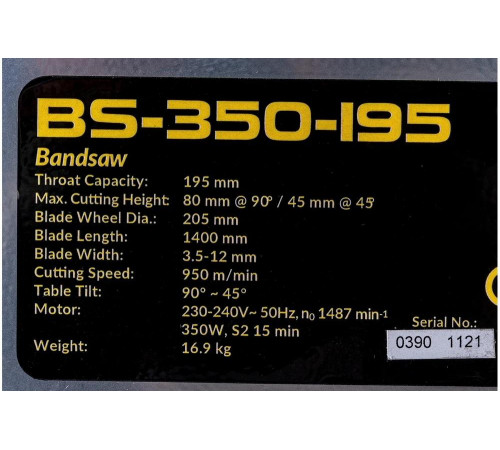 BS-350-195
Bandsaw
Throat Capacity: 195 mm
Max. Cutting Height: 80 mm @ 90° / 45 mm @ 45°
Blade Wheel Dia.: 205 mm
Blade Length: 1400 mm
Blade Width: 3.5-12 mm
Cutting Speed: 950 m/min
Table Tilt: 90° ~ 45°
Motor: 230-240V~ 50Hz, n₀ 1487 min⁻¹
350W, S2 15 min
Weight: 16.9 kg
Serial No.:
0390 1121